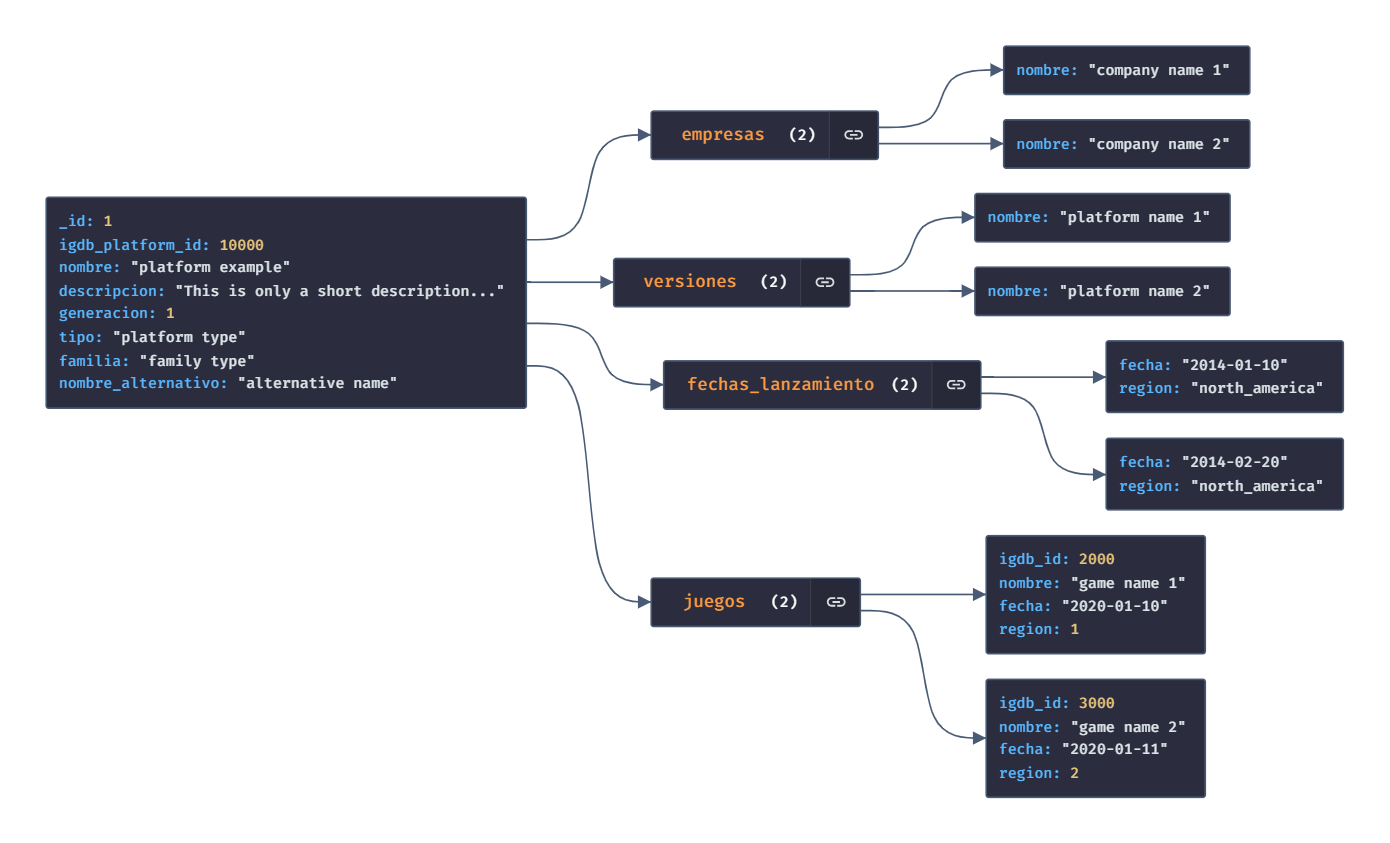 _id: 1
igdb_platform_id: 10000
nombre: "platform example"
descripcion: "This is only a short description..."
generacion: 1
tipo: "platform type"
familia: "family type"
nombre_alternativo: "alternative name"
empresas (2)
nombre: "company name 1"
nombre: "company name 2"
versiones (2)
nombre: "platform name 1"
nombre: "platform name 2"
fechas_lanzamiento (2)
fecha: "2014-01-10"
region: "north_america"
fecha: "2014-02-20"
region: "north_america"
juegos (2)
igdb_id: 2000
nombre: "game name 1"
fecha: "2020-01-10"
region: 1
igdb_id: 3000
nombre: "game name 2"
fecha: "2020-01-11"
region: 2